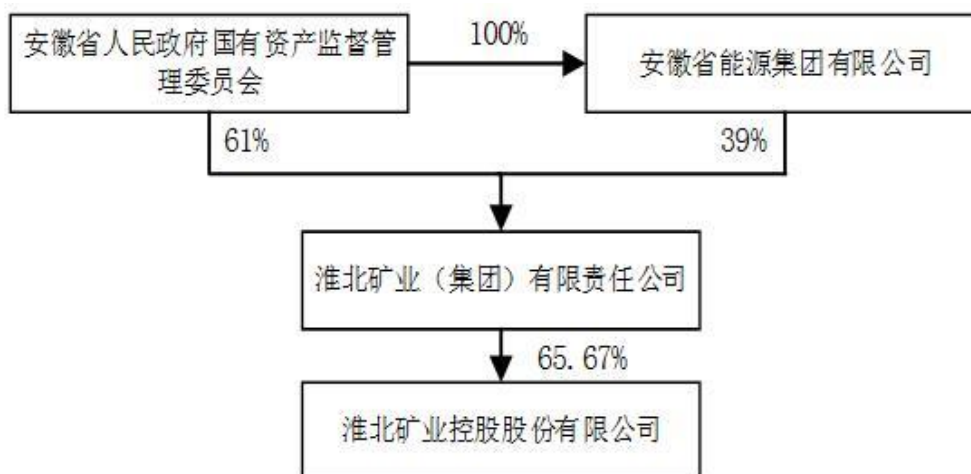 安徽省人民政府国有资产监督管
理委员会
100%
安徽省能源集团有限公司
61%
39%
淮北矿业（集团）有限责任公司
65.67%
淮北矿业控股股份有限公司